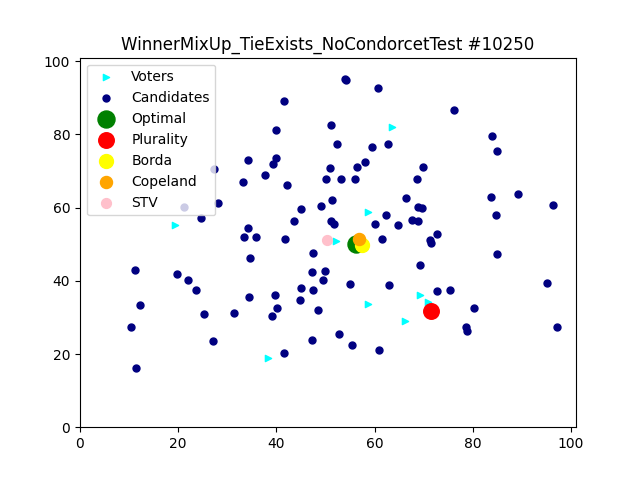 WinnerMixUp_TieExists_NoCondorcetTest #10250
100
80
60
40
20
0
Voters
Candidates
Optimal
Plurality
Borda
Copeland
STV
0 20 40 60 80 100